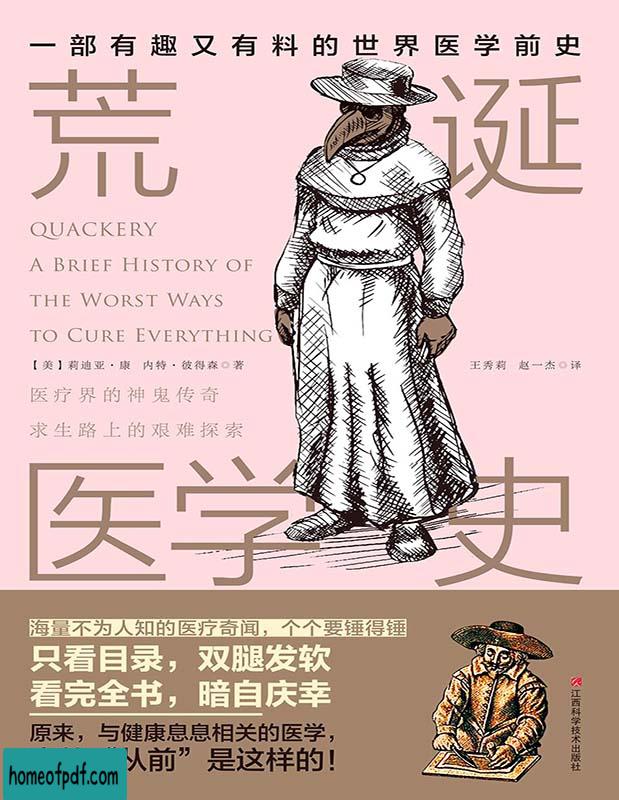 一部有趣又有料的世界医学前史
荒诞
QUACKERY
A BRIEF HISTORY OF
THE WORST WAYS
TO CURE EVERYTHING
【美】莉迪亚·康 内特·彼得森 著
王秀莉 赵一杰 译
医疗界的神鬼传奇
求生路上的艰难探索
医学史
海量不为人知的医疗奇闻,个个要锤得锤
只看目录,双腿发软
看完全书,暗自庆幸
原来,与健康息息相关的医学,
从前”是这样的!
江西科学技术出版社
homeofpdf.com